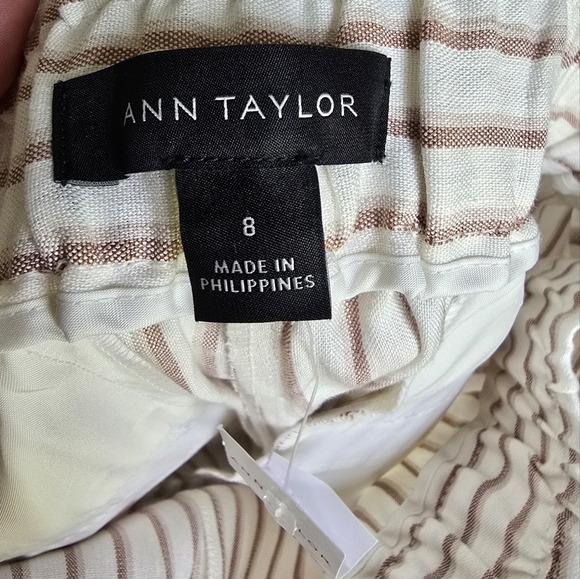 ANN TAYLOR
8
MADE IN
PHILIPPINES